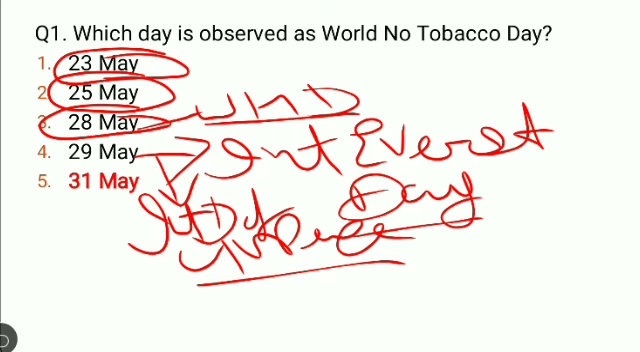 Q1. Which day is observed as World No Tobacco Day?
1. 23 May
2 25 May
3. 28 May
4. 29 May
5. 31 May
Day